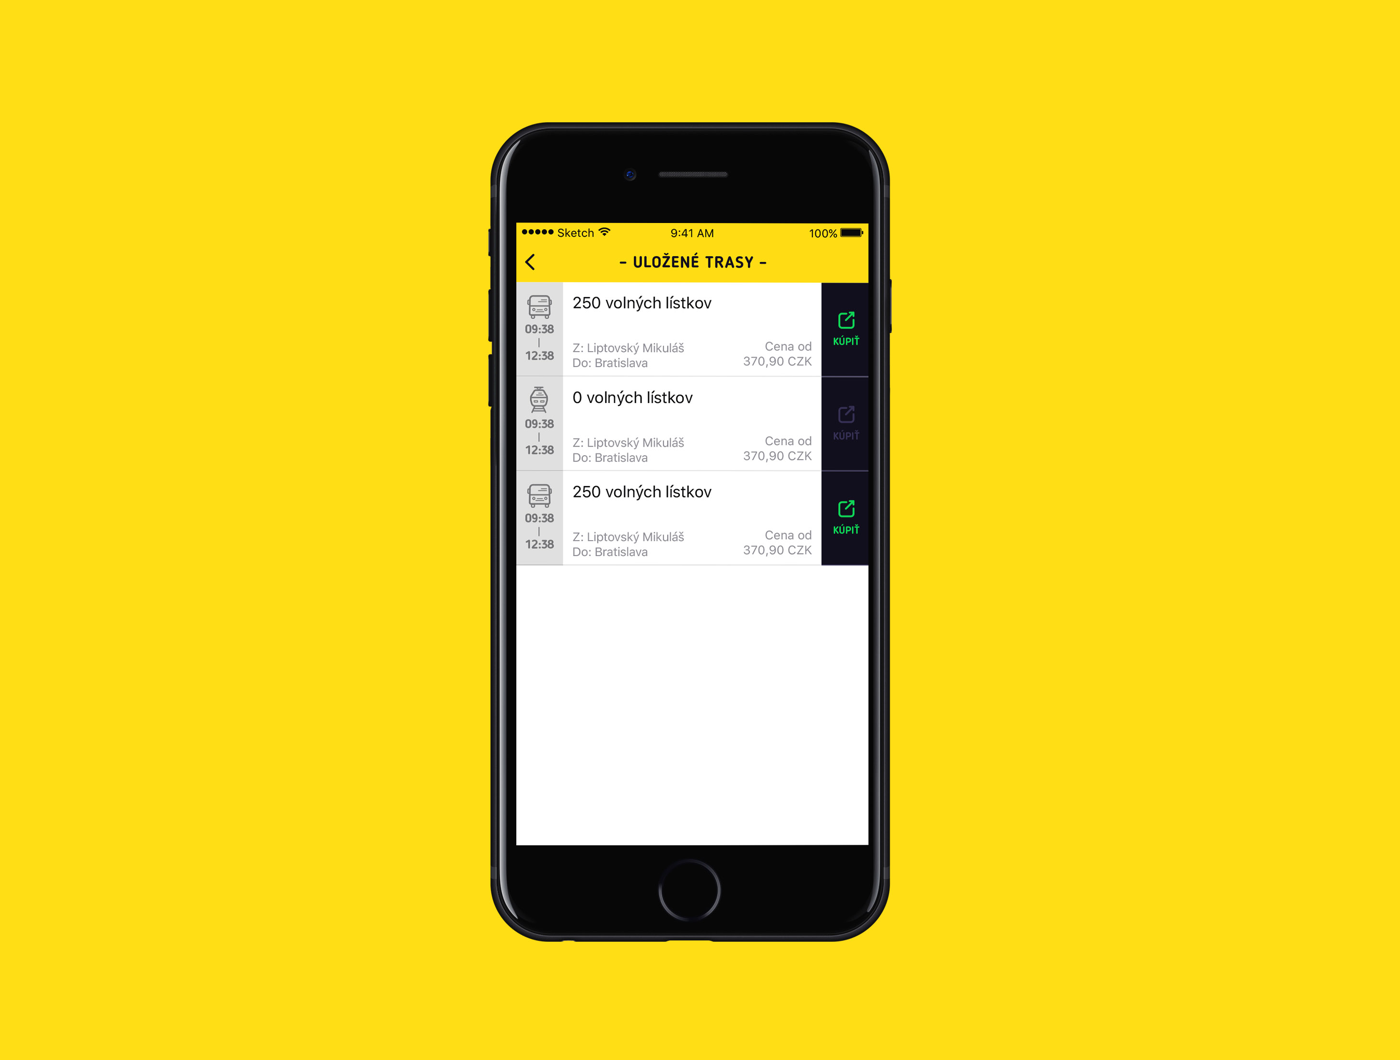 Sketch 9:41 AM 100%
– ULOŽENÉ TRASY –
250 volných lístkov
09:38
12:38
Z: Liptovský Mikuláš
Do: Bratislava
Cena od
370,90 CZK
KÚPIŤ
0 volných lístkov
09:38
12:38
Z: Liptovský Mikuláš
Do: Bratislava
Cena od
370,90 CZK
KÚPIŤ
250 volných lístkov
09:38
12:38
Z: Liptovský Mikuláš
Do: Bratislava
Cena od
370,90 CZK
KÚPIŤ